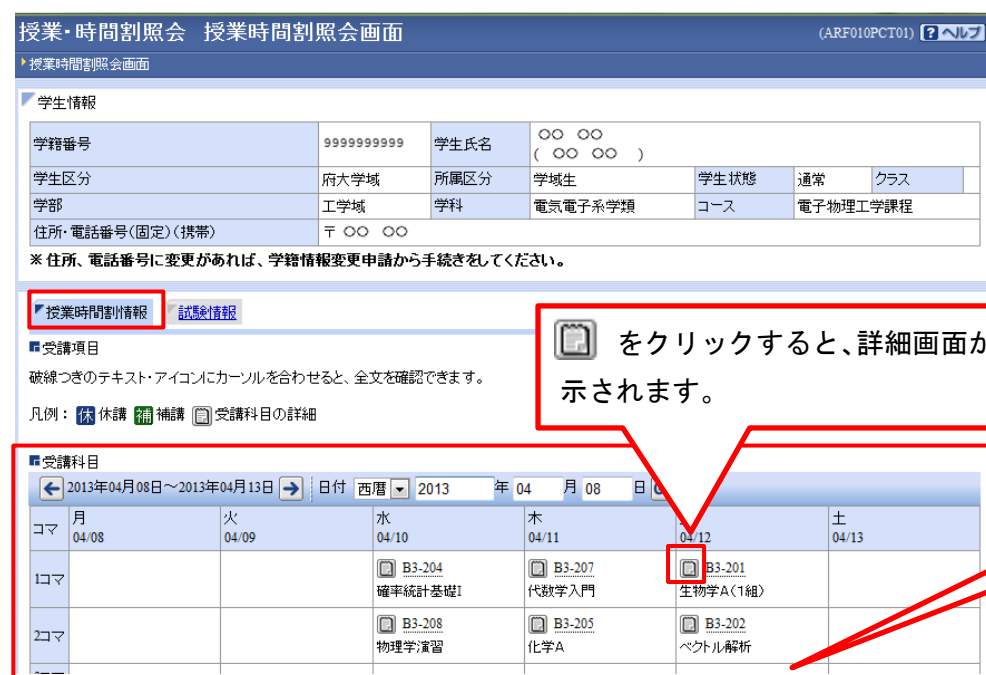 授業・時間割照会　授業時間割照会画面 (ARF010PCT01) ? ヘルプ
授業時間割照会画面
学生情報
学籍番号 9999999999 学生氏名 ○○ ○○
( ○○ ○○ )
学生区分 府大学域 所属区分 学域生 学生状態 通常 クラス
学部 工学域 学科 電気電子系学類 コース 電子物理工学課程
住所・電話番号(固定)(携帯) 〒 ○○ ○○
※住所、電話番号に変更があれば、学籍情報変更申請から手続きをしてください。
授業時間割情報 試験情報
をクリックすると、詳細画面が
示されます。
受講項目
破線つきのテキスト・アイコンにカーソルを合わせると、全文を確認できます。
凡例： 休 休講 補 補講 受講科目の詳細
受講科目
2013年04月08日～2013年04月13日 日付 西暦 2013 年 04 月 08 日
コマ 月 火 水 木 土
04/08 04/09 04/10 04/11 04/12 04/13
1コマ B3-204 B3-207 B3-201
確率統計基礎I 代数学入門 生物学A(1組)
2コマ B3-208 B3-205 B3-202
物理学演習 化学A ベクトル解析